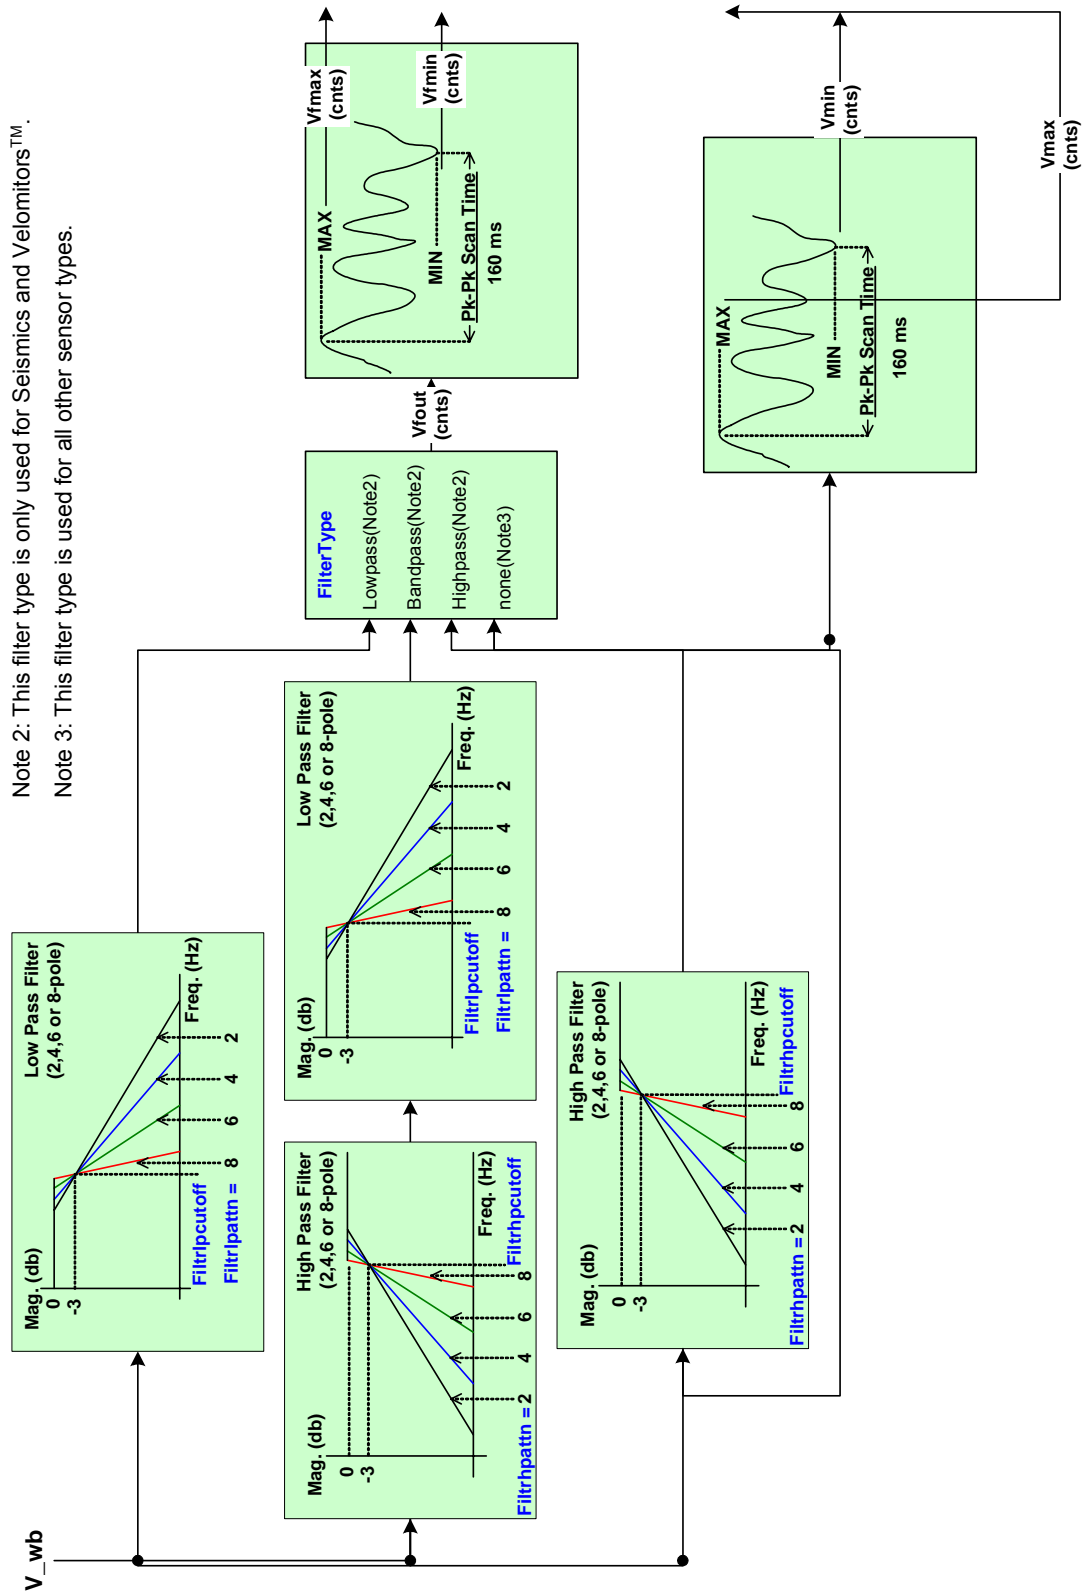 Note 2: This filter type is only used for Seismics and Velomitors™.
Note 3: This filter type is used for all other sensor types.
V_wb
Low Pass Filter
(2,4,6 or 8-pole)
Mag. (db)
0
-3
Freq. (Hz)
Filtrlpcutoff
Filtrlpattn =
8
6
4
2
High Pass Filter
(2,4,6 or 8-pole)
Mag. (db)
0
-3
Freq. (Hz)
Filtrhpcutoff
Filtrhpattn = 2
4
6
8
Low Pass Filter
(2,4,6 or 8-pole)
Mag. (db)
0
-3
Freq. (Hz)
Filtrlpcutoff
Filtrlpattn =
8
6
4
2
High Pass Filter
(2,4,6 or 8-pole)
Mag. (db)
0
-3
Freq. (Hz)
Filtrhpcutoff
Filtrhpattn = 2
4
6
8
FilterType
Lowpass(Note2)
Bandpass(Note2)
Highpass(Note2)
none(Note3)
Vfout
(cnts)
MAX
MIN
Pk-Pk Scan Time
160 ms
Vfmax
(cnts)
Vfmin
(cnts)
MAX
MIN
Pk-Pk Scan Time
160 ms
Vmin
(cnts)
Vmax
(cnts)